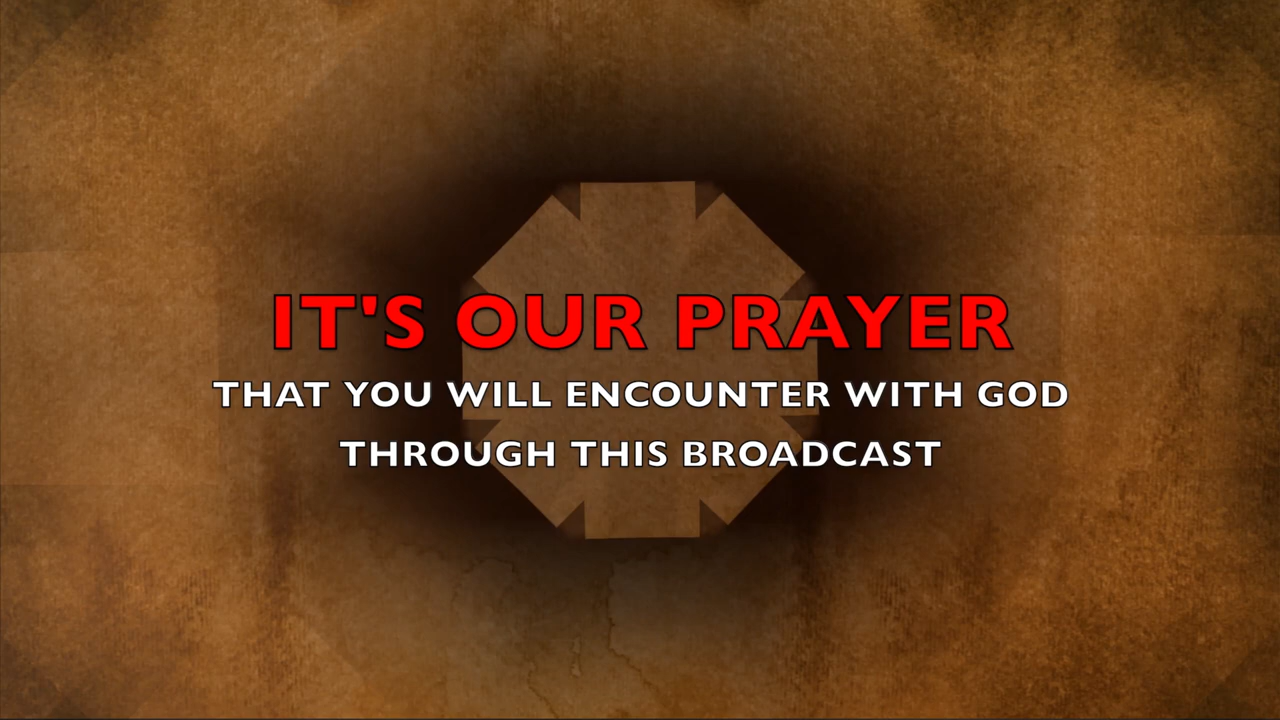 IT'S OUR PRAYER
THAT YOU WILL ENCOUNTER WITH GOD
THROUGH THIS BROADCAST